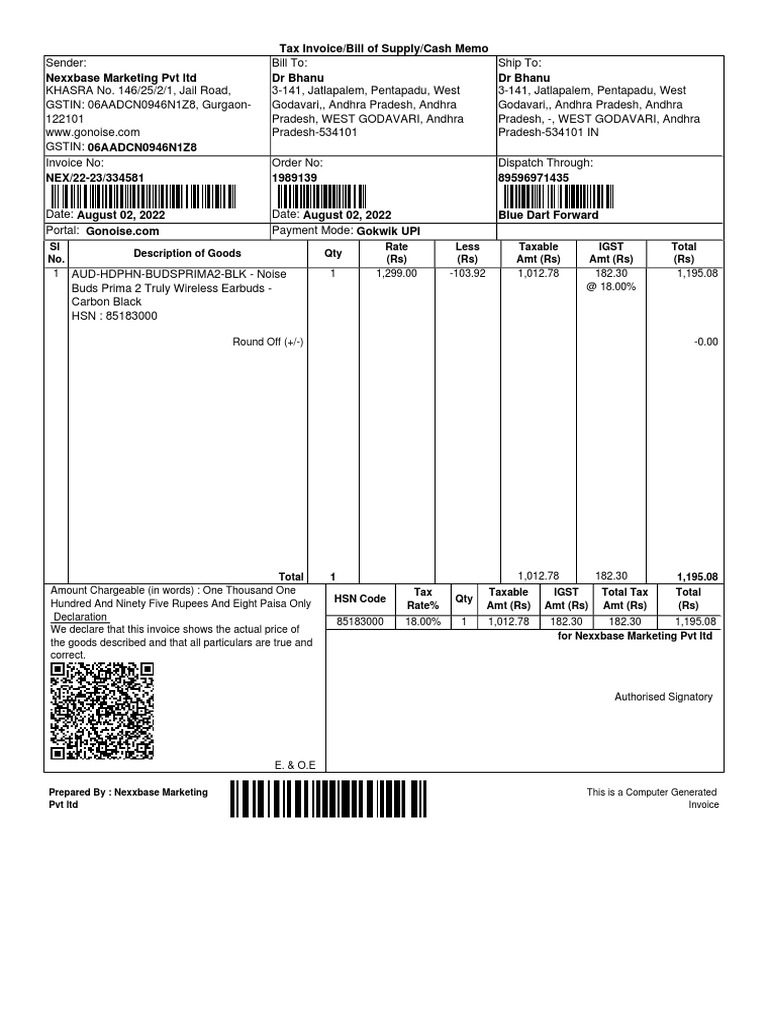 Tax Invoice/Bill of Supply/Cash Memo
Sender:
Nexxbase Marketing Pvt ltd
KHASRA No. 146/25/2/1, Jail Road,
GSTIN: 06AADCN0946N1Z8, Gurgaon-
122101
www.gonoise.com
GSTIN: 06AADCN0946N1Z8
Bill To:
Dr Bhanu
3-141, Jatlapalem, Pentapadu, West
Godavari,, Andhra Pradesh, Andhra
Pradesh, WEST GODAVARI, Andhra
Pradesh-534101
Ship To:
Dr Bhanu
3-141, Jatlapalem, Pentapadu, West
Godavari,, Andhra Pradesh, Andhra
Pradesh, -, WEST GODAVARI, Andhra
Pradesh-534101 IN
Invoice No:
NEX/22-23/334581
Date: August 02, 2022
Order No:
1989139
Date: August 02, 2022
Dispatch Through:
89596971435
Blue Dart Forward
Portal: Gonoise.com
Payment Mode: Gokwik UPI
Sl No. Description of Goods Qty Rate (Rs) Less (Rs) Taxable Amt (Rs) IGST Amt (Rs) Total (Rs)
1 AUD-HDPHN-BUDSPRIMA2-BLK - Noise 1 1,299.00 -103.92 1,012.78 182.30 1,195.08
Buds Prima 2 Truly Wireless Earbuds - @ 18.00%
Carbon Black
HSN : 85183000
Round Off (+/-) -0.00
Total 1 1,012.78 182.30 1,195.08
Amount Chargeable (in words) : One Thousand One
Hundred And Ninety Five Rupees And Eight Paisa Only
Declaration
We declare that this invoice shows the actual price of
the goods described and that all particulars are true and
correct.
E. & O.E
HSN Code Tax Rate% Qty Taxable Amt (Rs) IGST Amt (Rs) Total Tax Amt (Rs) Total (Rs)
85183000 18.00% 1 1,012.78 182.30 182.30 1,195.08
for Nexxbase Marketing Pvt ltd
Authorised Signatory
Prepared By : Nexxbase Marketing
Pvt ltd
This is a Computer Generated
Invoice